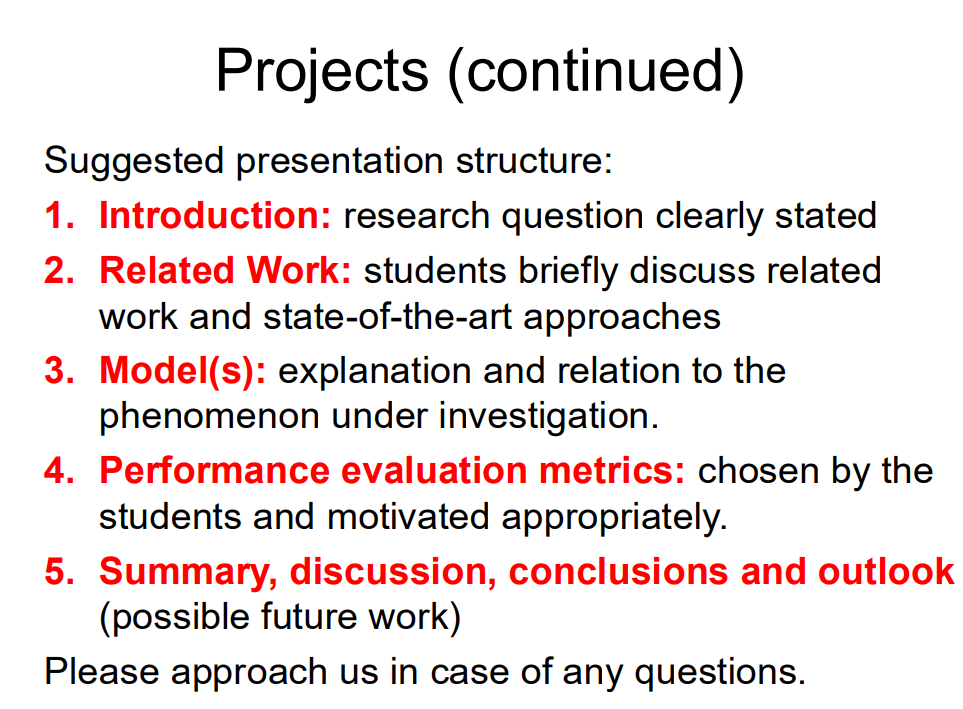 Projects (continued)
Suggested presentation structure:
1. Introduction: research question clearly stated
2. Related Work: students briefly discuss related
work and state-of-the-art approaches
3. Model(s): explanation and relation to the
phenomenon under investigation.
4. Performance evaluation metrics: chosen by the
students and motivated appropriately.
5. Summary, discussion, conclusions and outlook
(possible future work)
Please approach us in case of any questions.